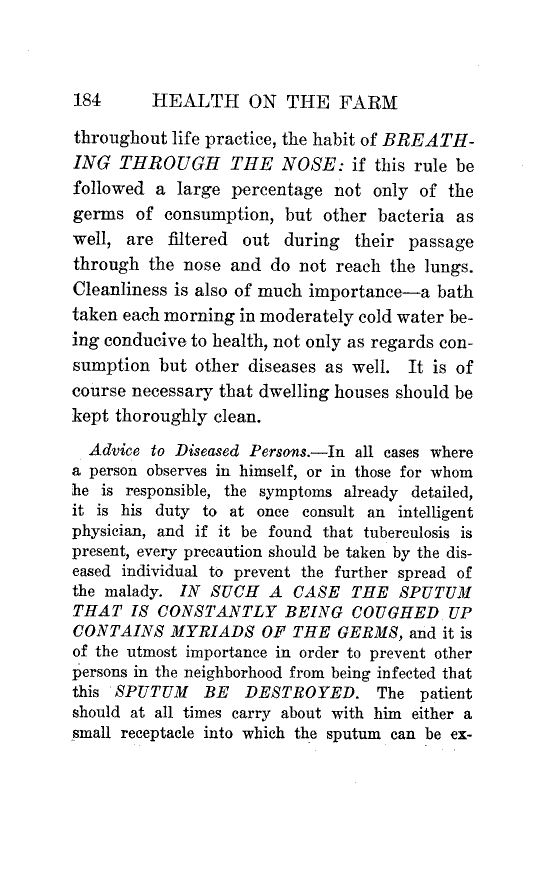 184 HEALTH ON THE FARM
throughout life practice, the habit of BREATH-
ING THROUGH THE NOSE: if this rule be
followed a large percentage not only of the
germs of consumption, but other bacteria as
well, are filtered out during their passage
through the nose and do not reach the lungs.
Cleanliness is also of much importance—a bath
taken each morning in moderately cold water be-
ing conducive to health, not only as regards con-
sumption but other diseases as well. It is of
course necessary that dwelling houses should be
kept thoroughly clean.
Advice to Diseased Persons.—In all cases where
a person observes in himself, or in those for whom
he is responsible, the symptoms already detailed,
it is his duty to at once consult an intelligent
physician, and if it be found that tuberculosis is
present, every precaution should be taken by the dis-
eased individual to prevent the further spread of
the malady. IN SUCH A CASE THE SPUTUM
THAT IS CONSTANTLY BEING COUGHED UP
CONTAINS MYRIADS OF THE GERMS, and it is
of the utmost importance in order to prevent other
persons in the neighborhood from being infected that
this SPUTUM BE DESTROYED. The patient
should at all times carry about with him either a
small receptacle into which the sputum can be ex-